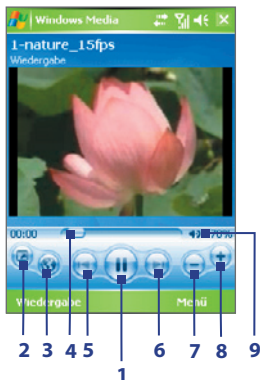 Windows Media
1-nature_15fps
Wiedergabe
00:00 70%
Wiedergabe Menü
2 3 4 5 1 6 7 8 9